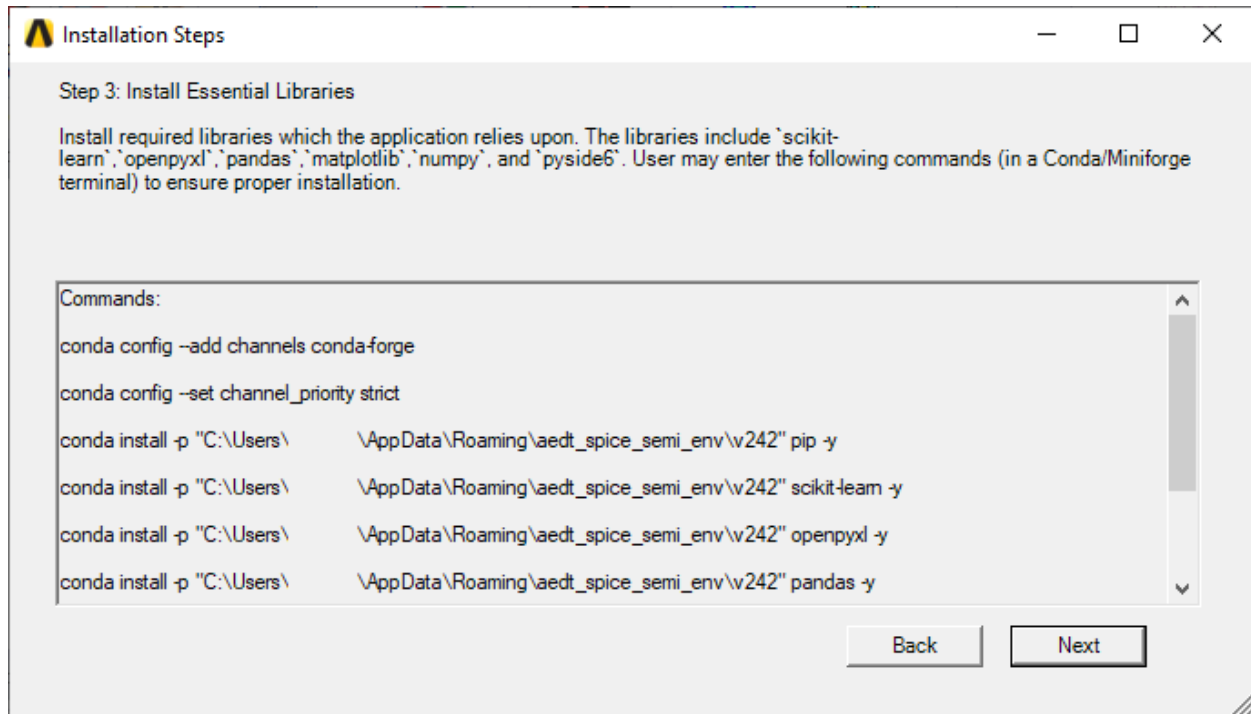 Installation Steps
Step 3: Install Essential Libraries
Install required libraries which the application relies upon. The libraries include `scikit-
learn`,`openpyxl`,`pandas`,`matplotlib`,`numpy`, and `pyside6`. User may enter the following commands (in a Conda/Miniforge
terminal) to ensure proper installation.
Commands:
conda config --add channels conda-forge
conda config --set channel_priority strict
conda install -p "C:\Users\ \AppData\Roaming\aedt_spice_semi_env\v242" pip -y
conda install -p "C:\Users\ \AppData\Roaming\aedt_spice_semi_env\v242" scikit-learn -y
conda install -p "C:\Users\ \AppData\Roaming\aedt_spice_semi_env\v242" openpyxl -y
conda install -p "C:\Users\ \AppData\Roaming\aedt_spice_semi_env\v242" pandas -y
Back Next